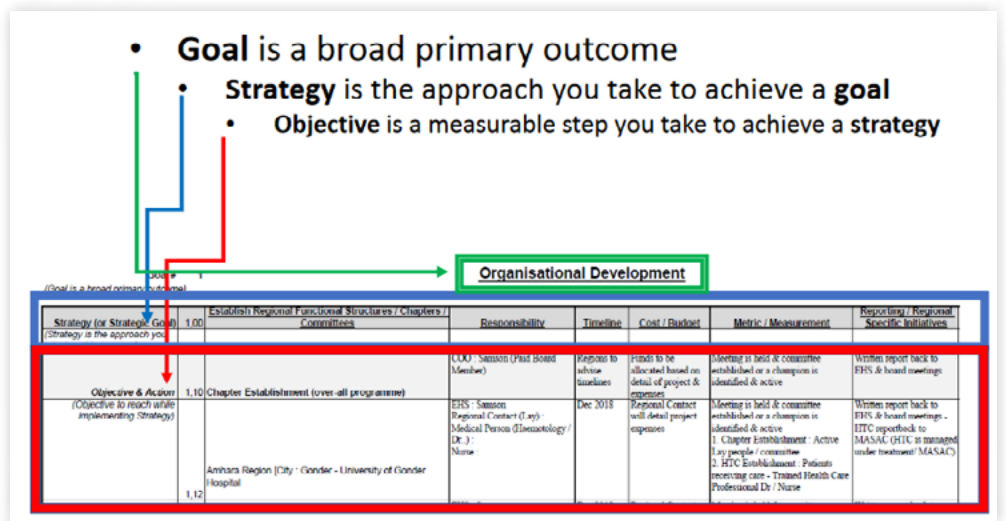 • Goal is a broad primary outcome
• Strategy is the approach you take to achieve a goal
• Objective is a measurable step you take to achieve a strategy
Goal # 1
(Goal is a broad primary outcome)
Organisational Development
Strategy (or Strategic Goal) 1,00 Establish Regional Functional Structures / Chapters / Committees
Responsibility
Timeline
Cost / Budget
Metric / Measurement
Reporting / Regional
Specific Initiatives
(Strategy is the approach you
Objective & Action 1,10 Chapter Establishment (over-all programme)
COO : Samson (Paid Board
Member)
Regions to
advise
timelines
Funds to be
allocated based on
detail of project &
expenses
Meeting is held & committee
established or a champion is
identified & active
Written report back to
EHS & board meetings
(Objective to reach while
implementing Strategy)
1,12
Amhara Region [City : Gonder - University of Gonder
Hospital
EHS : Samson
Regional Contact (Lay) :
Medical Person (Haemotology /
Dr..) :
Nurse :
Dec 2018
Regional Contact
will detail project
expenses
Meeting is held & committee
established or a champion is
identified & active
1. Chapter Establishment : Active
Lay people / committee
2. HTC Establishment : Patients
receiving care - Trained Health Care
Professional Dr / Nurse
Written report back to
EHS & board meetings -
HTC reportback to
MASAC (HTC is managed
under treatment/ MASAC)